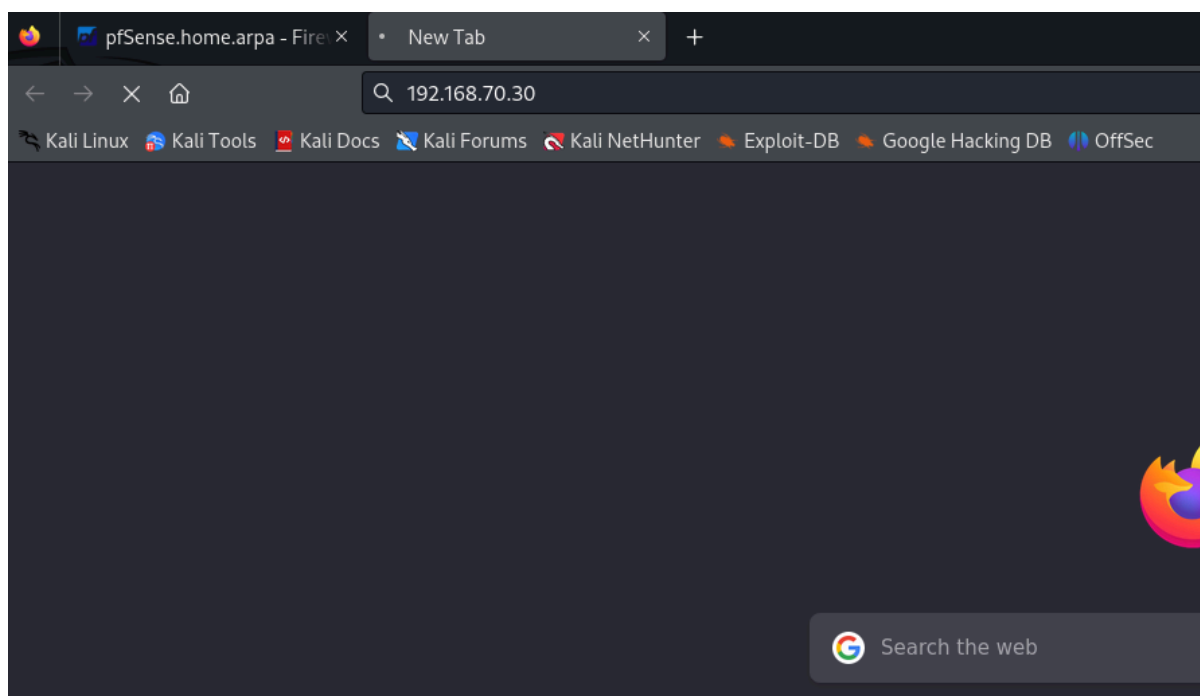 pfSense.home.arpa - Fire
New Tab
192.168.70.30
Kali Linux Kali Tools Kali Docs Kali Forums Kali NetHunter Exploit-DB Google Hacking DB OffSec
Search the web